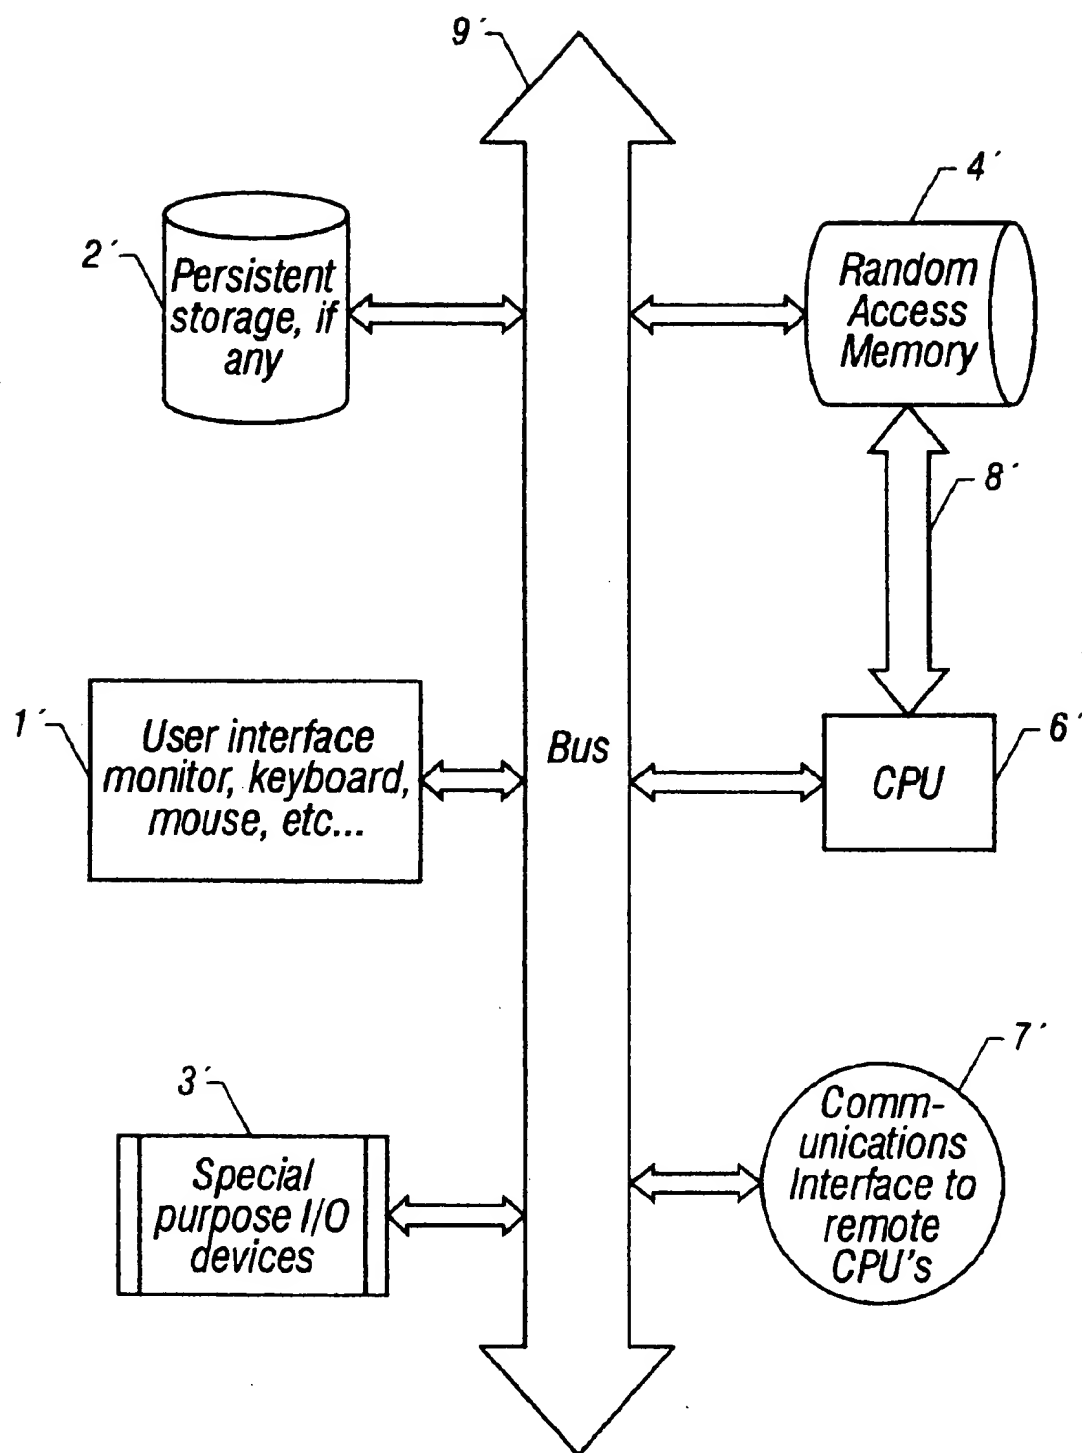 9´
4´
2´
Persistent
storage, if
any
Random
Access
Memory
8´
1´
User interface
monitor, keyboard,
mouse, etc...
Bus
6´
CPU
3´
Special
purpose I/O
devices
7´
Comm-
unications
Interface to
remote
CPU's